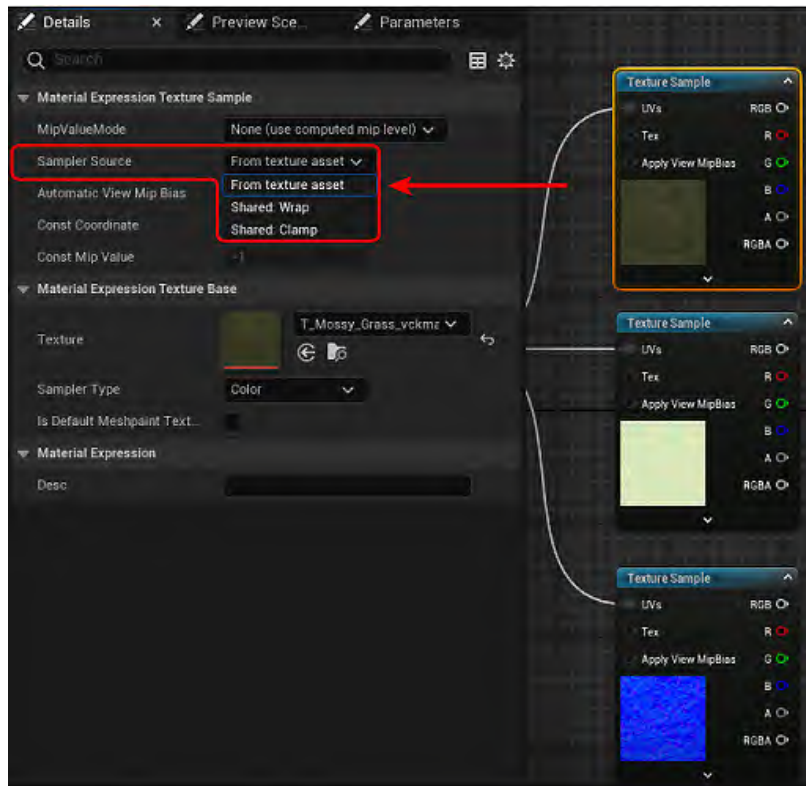 Details × Preview Sce... Parameters
Search
Material Expression Texture Sample
MipValueMode None (use computed mip level)
Sampler Source From texture asset
From texture asset
Automatic View Mip Bias
Shared: Wrap
Const Coordinate
Shared: Clamp
Const Mip Value -1
Material Expression Texture Base
Texture T_Mossy_Grass_vckma
Sampler Type Color
Is Default Meshpaint Text...
Material Expression
Desc
Texture Sample
UVs RGB
Tex R
Apply View MipBias G
B
A
RGBA
Texture Sample
UVs RGB
Tex R
Apply View MipBias G
B
A
RGBA
Texture Sample
UVs RGB
Tex R
Apply View MipBias G
B
A
RGBA